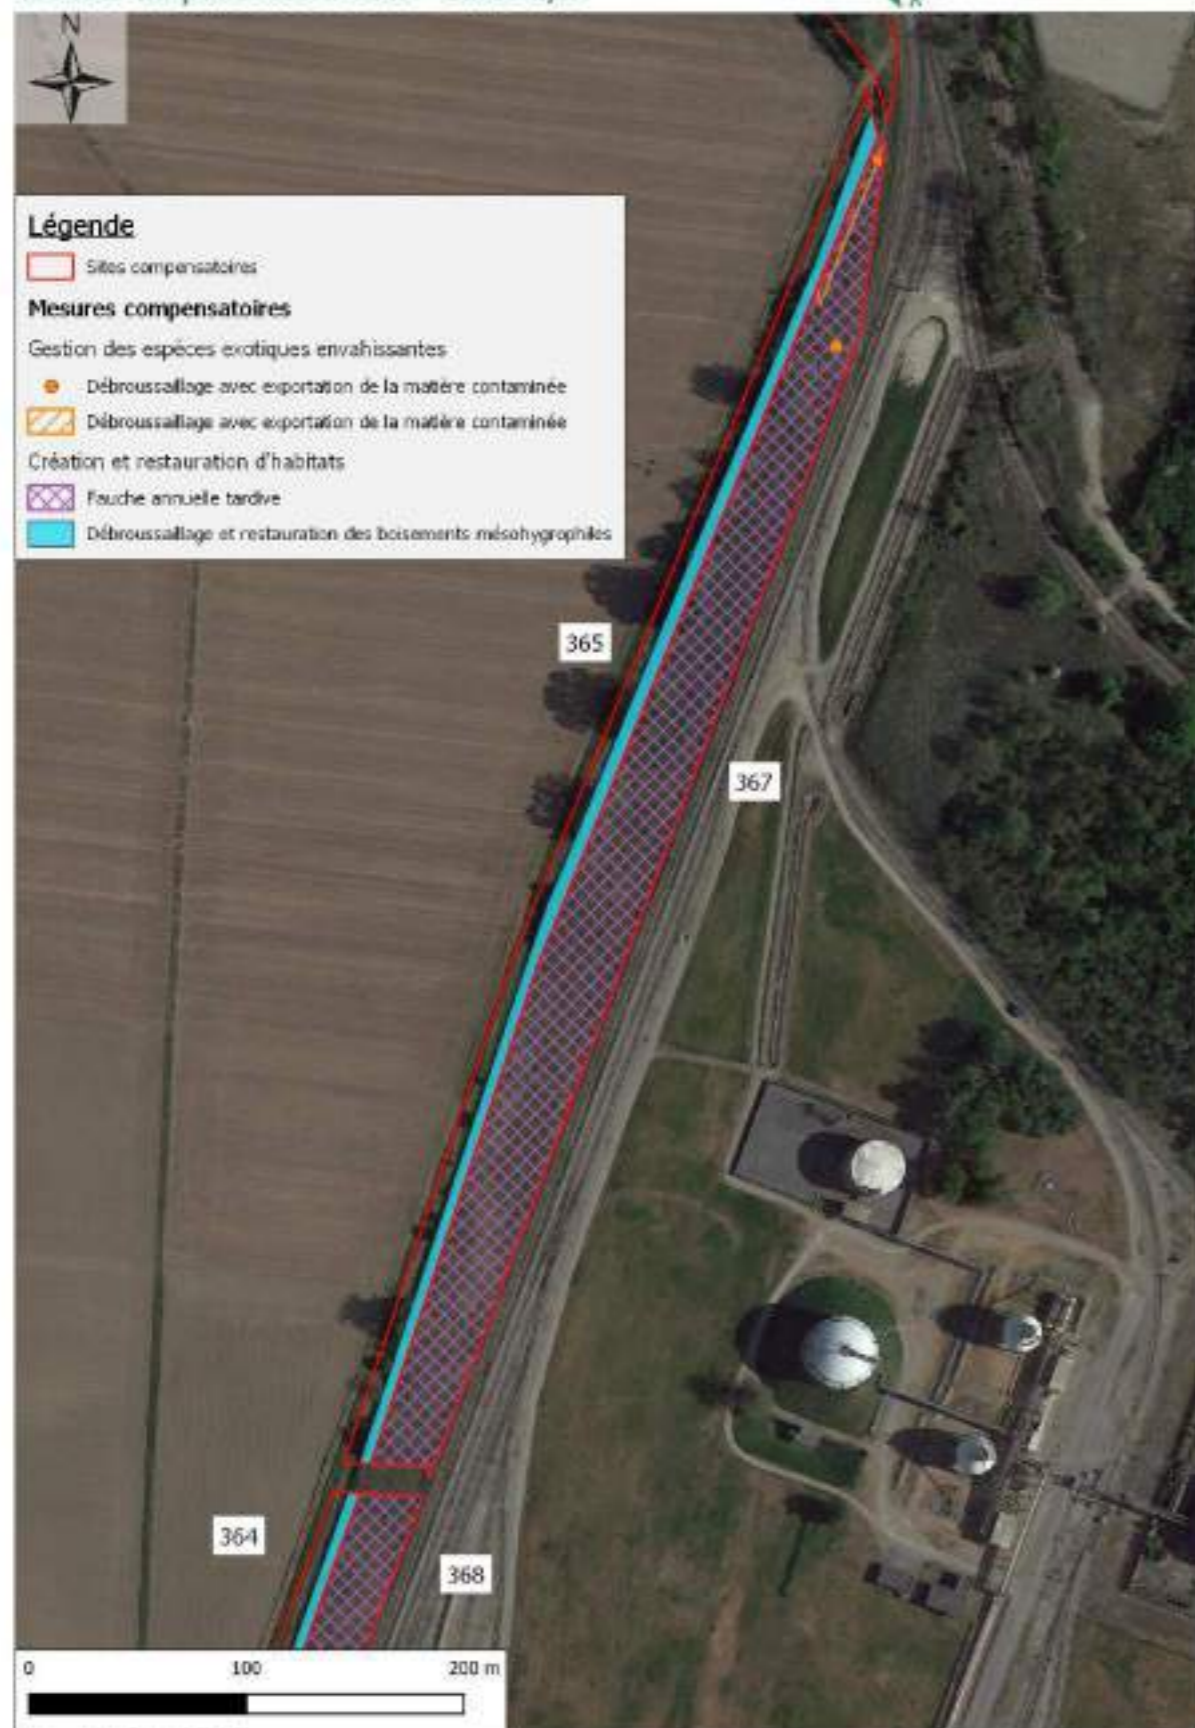 N
Légende
Sites compensatoires
Mesures compensatoires
Gestion des espèces exotiques envahissantes
Débroussaillage avec exportation de la matière contaminée
Débroussaillage avec exportation de la matière contaminée
Création et restauration d'habitats
Fauche annuelle tardive
Débroussaillage et restauration des boisements mésohygrophiles
365
367
364
368
0 100 200 m